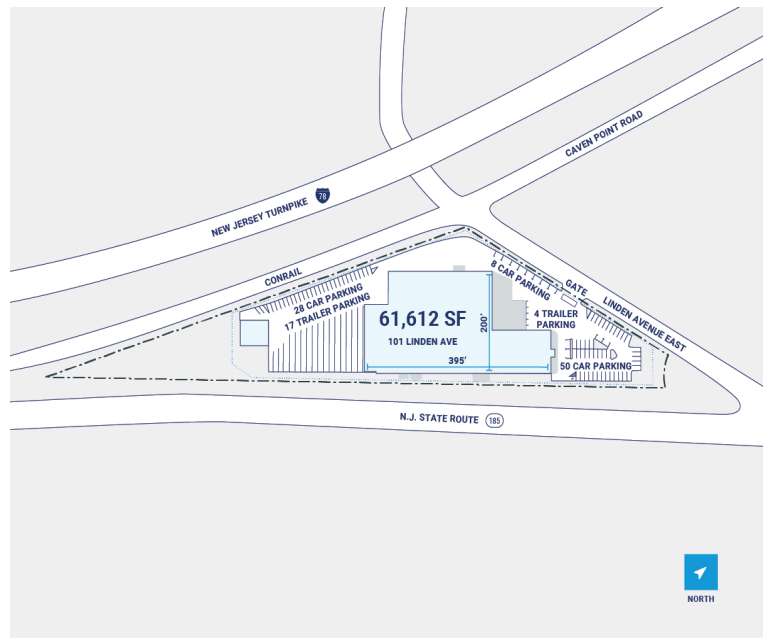 CAVEN POINT ROAD
NEW JERSEY TURNPIKE
78
CONRAIL
8 CAR PARKING
GATE
LINDEN AVENUE EAST
28 CAR PARKING
17 TRAILER PARKING
61,612 SF
101 LINDEN AVE
200'
395'
4 TRAILER
PARKING
50 CAR PARKING
N.J. STATE ROUTE 185
NORTH